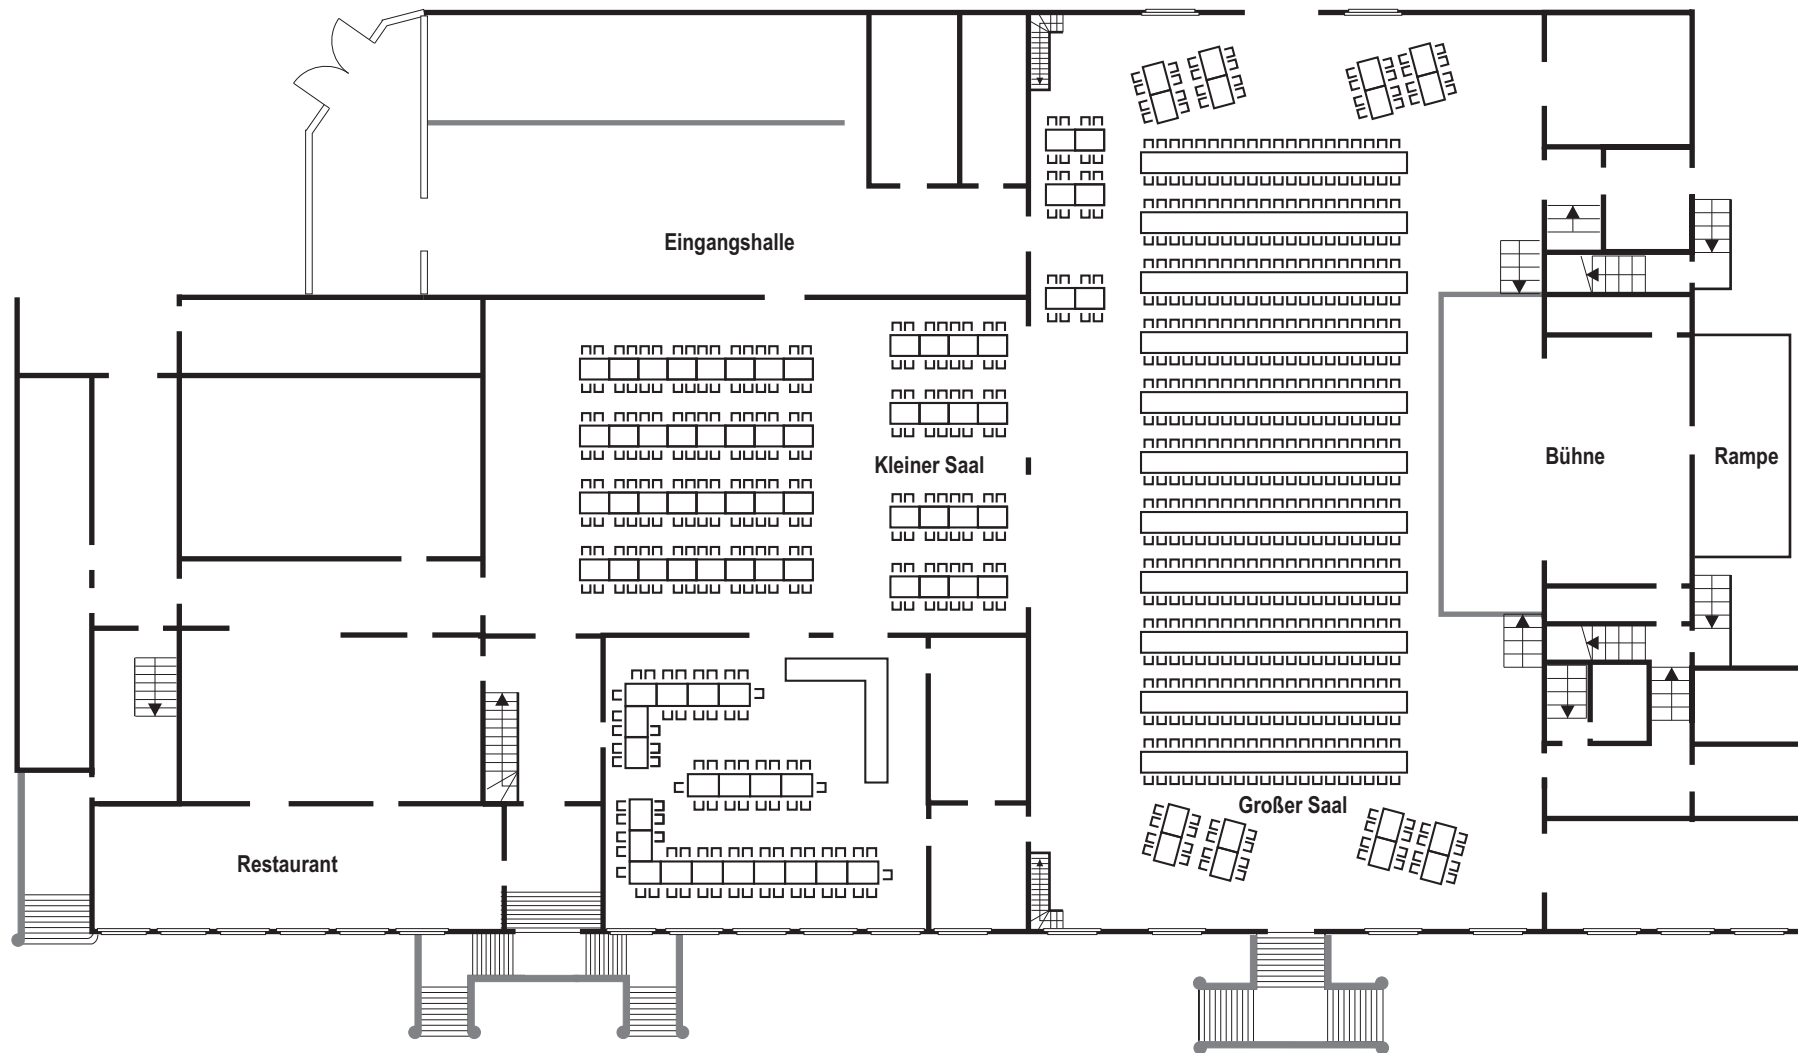 Eingangshalle
Kleiner Saal
Bühne
Rampe
Großer Saal
Restaurant